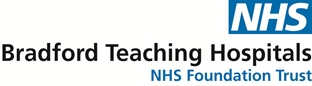 NHS
Bradford Teaching Hospitals
NHS Foundation Trust